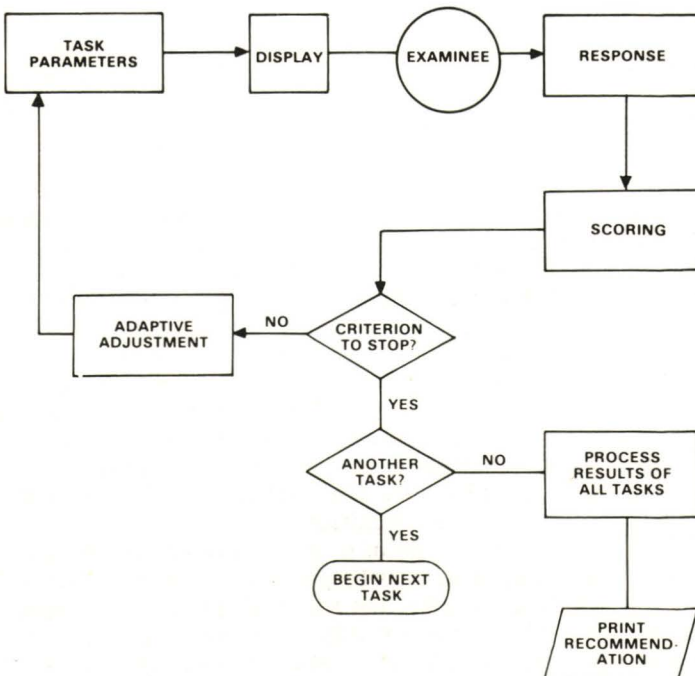 TASK
PARAMETERS
DISPLAY
EXAMINEE
RESPONSE
SCORING
CRITERION
TO STOP?
NO
ADAPTIVE
ADJUSTMENT
YES
ANOTHER
TASK?
NO
PROCESS
RESULTS OF
ALL TASKS
YES
BEGIN NEXT
TASK
PRINT
RECOMMEND-
ATION